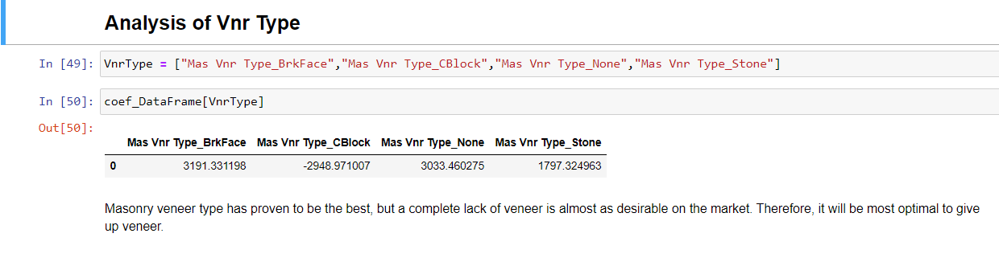 Analysis of Vnr Type
In [49]: VnrType = ["Mas Vnr Type_BrkFace","Mas Vnr Type_CBlock","Mas Vnr Type_None","Mas Vnr Type_Stone"]
In [50]: coef_DataFrame[VnrType]
Out[50]:
Mas Vnr Type_BrkFace Mas Vnr Type_CBlock Mas Vnr Type_None Mas Vnr Type_Stone
0 3191.331198 -2948.971007 3033.460275 1797.324963
Masonry veneer type has proven to be the best, but a complete lack of veneer is almost as desirable on the market. Therefore, it will be most optimal to give
up veneer.